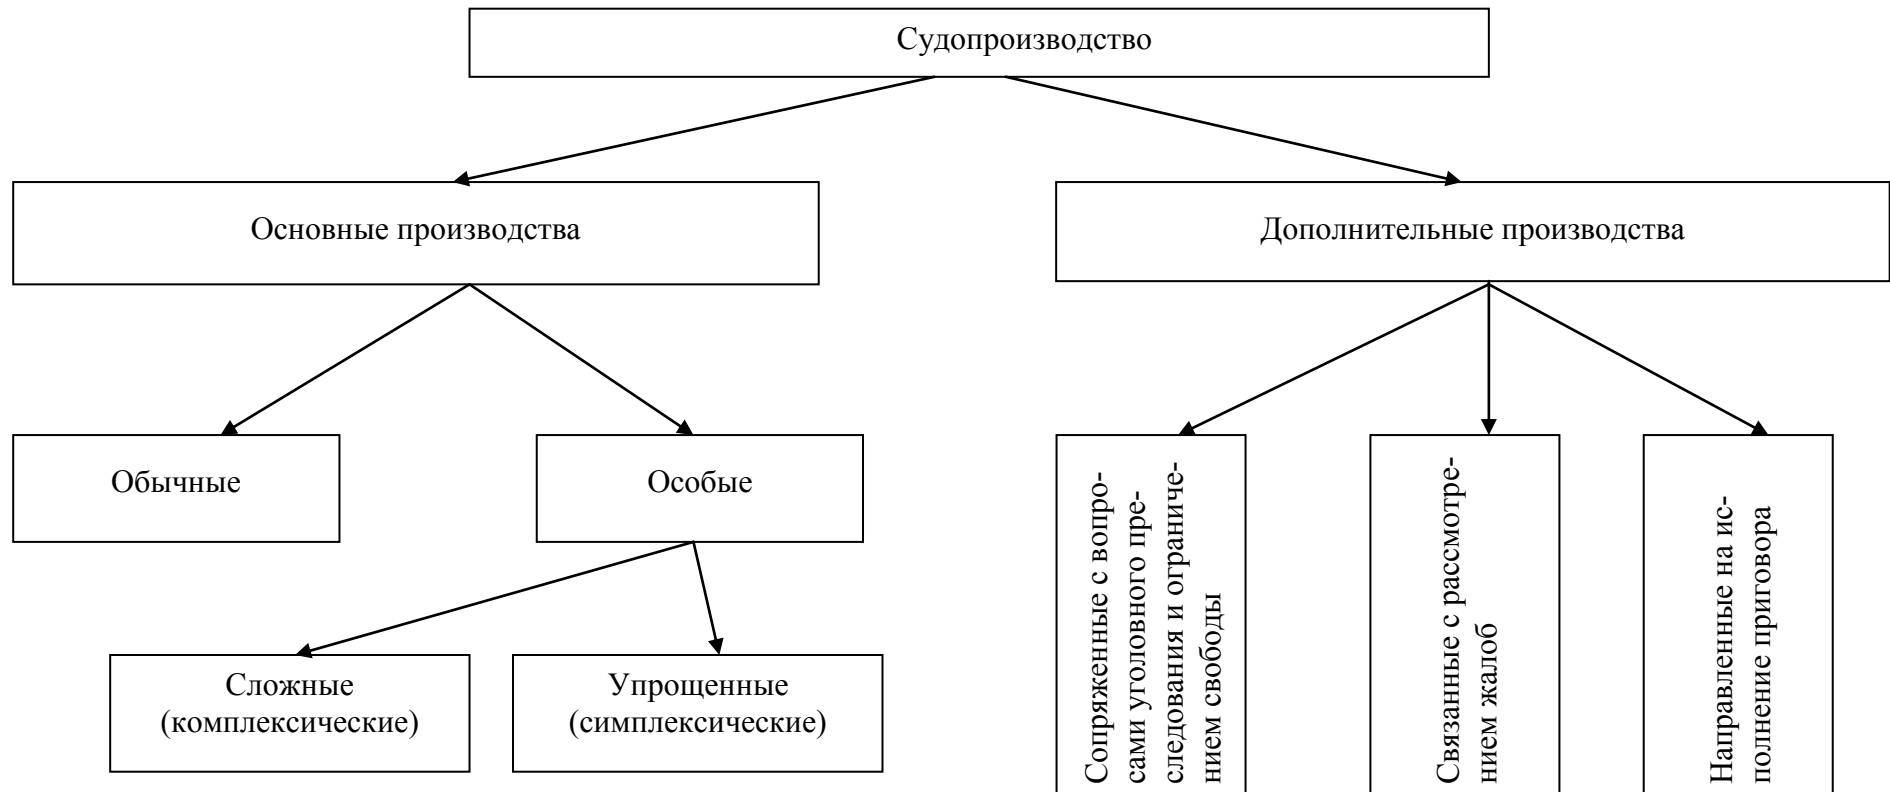 Судопроизводство
Основные производства
Дополнительные производства
Обычные
Особые
Сложные
(комплексические)
Упрощенные
(симплексические)
Сопряженные с вопро-
сами уголовного пре-
следования и ограниче-
нием свободы
Связанные с рассмотре-
нием жалоб
Направленные на ис-
полнение приговора